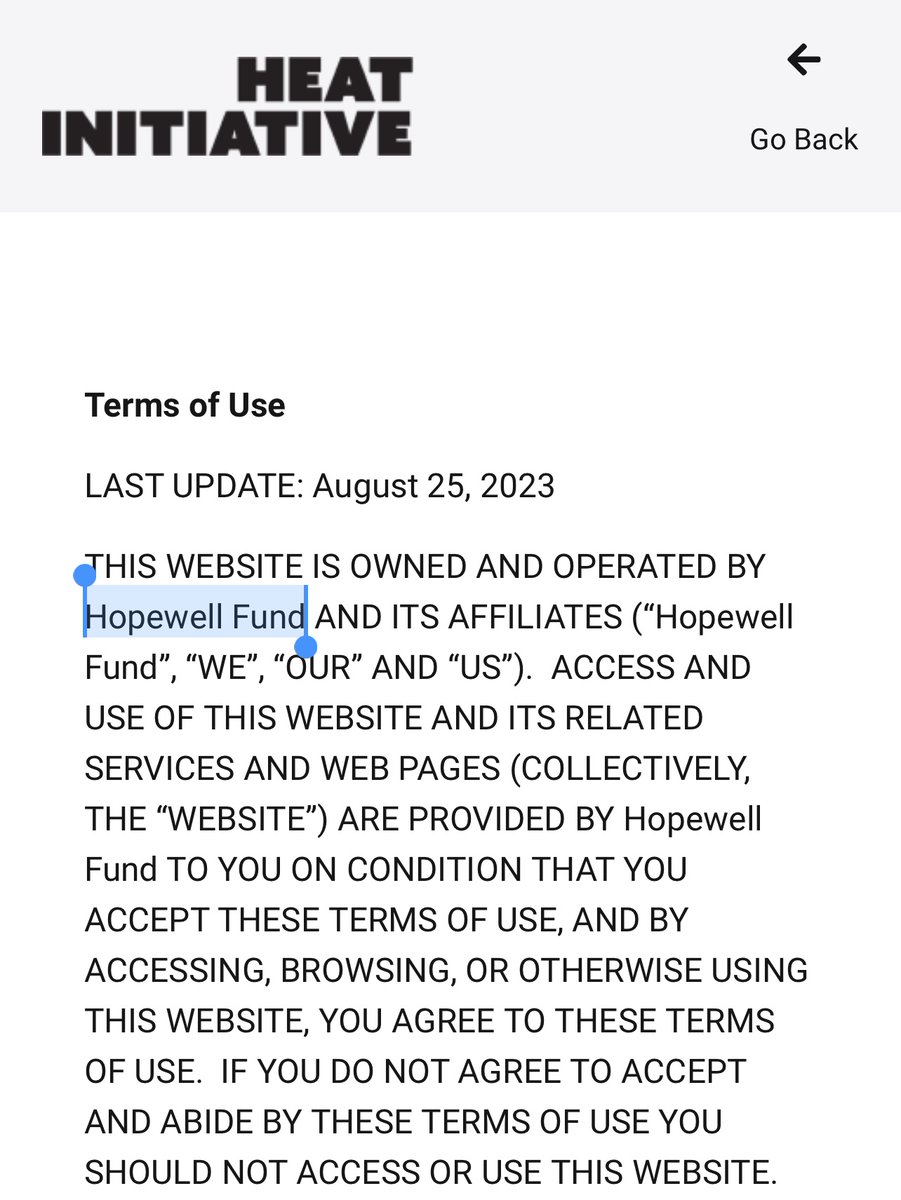 HEAT
INITIATIVE
Go Back
Terms of Use
LAST UPDATE: August 25, 2023
THIS WEBSITE IS OWNED AND OPERATED BY
Hopewell Fund AND ITS AFFILIATES (“Hopewell
Fund”, “WE”, “OUR” AND “US”).  ACCESS AND
USE OF THIS WEBSITE AND ITS RELATED
SERVICES AND WEB PAGES (COLLECTIVELY,
THE “WEBSITE”) ARE PROVIDED BY Hopewell
Fund TO YOU ON CONDITION THAT YOU
ACCEPT THESE TERMS OF USE, AND BY
ACCESSING, BROWSING, OR OTHERWISE USING
THIS WEBSITE, YOU AGREE TO THESE TERMS
OF USE.  IF YOU DO NOT AGREE TO ACCEPT
AND ABIDE BY THESE TERMS OF USE YOU
SHOULD NOT ACCESS OR USE THIS WEBSITE.